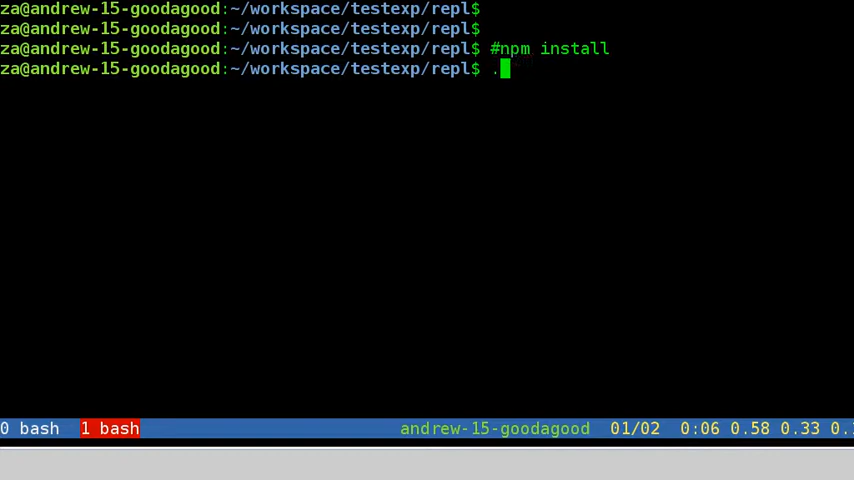 za@andrew-15-goodagood:~/workspace/testexp/repl$
za@andrew-15-goodagood:~/workspace/testexp/repl$
za@andrew-15-goodagood:~/workspace/testexp/repl$ #npm install
za@andrew-15-goodagood:~/workspace/testexp/repl$ .
0 bash 1 bash andrew-15-goodagood 01/02 0:06 0.58 0.33 0.